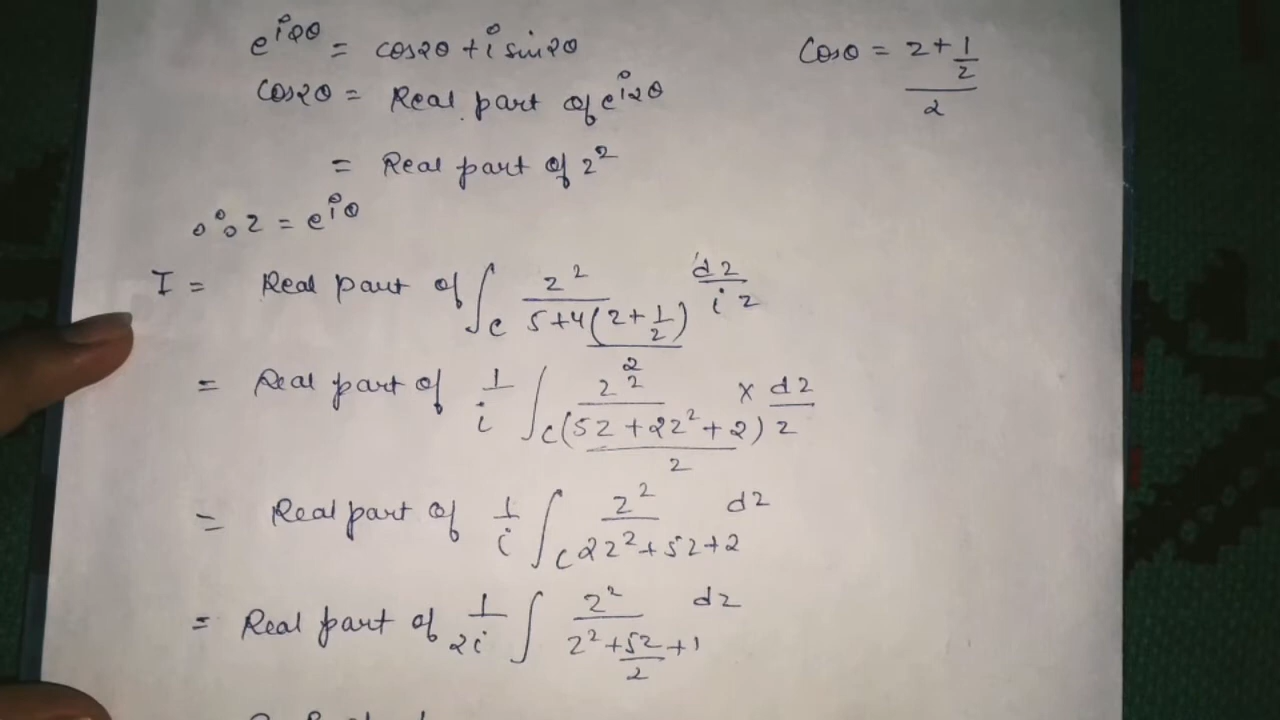 e^{i2θ} = cos2θ + i sin2θ
cosθ = (z + 1/z)/2
cos2θ = Real part of e^{i2θ}
= Real part of z^2
∴ z = e^{iθ}
I = Real part of ∫_C z^2/(5+4(z+1/z)/2) dz/(iz)
= Real part of 1/i ∫_C z^2/((5z+2z^2+2)/z) × dz/z
= Real part of 1/i ∫_C z^2/(2z^2+5z+2) dz
= Real part of 1/(2i) ∫ z^2/(z^2+5z/2+1) dz